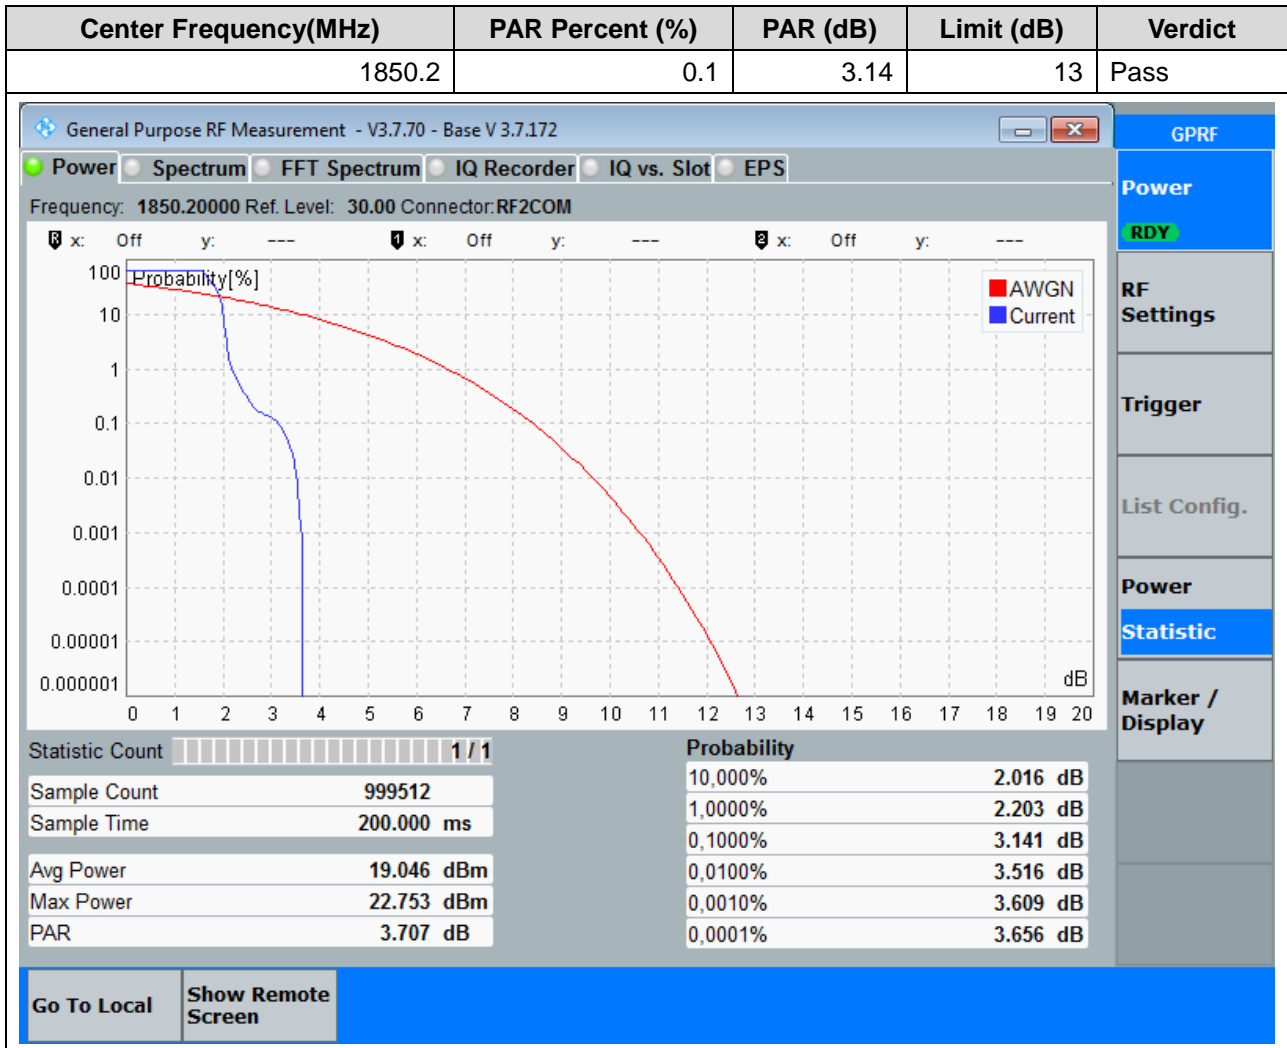 Center Frequency(MHz) PAR Percent (%) PAR (dB) Limit (dB) Verdict
1850.2 0.1 3.14 13 Pass
General Purpose RF Measurement - V3.7.70 - Base V 3.7.172
GPRF
Power Spectrum FFT Spectrum IQ Recorder IQ vs. Slot EPS
Frequency: 1850.20000 Ref. Level: 30.00 Connector:RF2COM
R x: Off y: --- 1 x: Off y: --- 2 x: Off y: ---
Probability[%]
100
10
1
0.1
0.01
0.001
0.0001
0.00001
0.000001
AWGN
Current
dB
0 1 2 3 4 5 6 7 8 9 10 11 12 13 14 15 16 17 18 19 20
Statistic Count 1 / 1
Sample Count 999512
Sample Time 200.000 ms
Avg Power 19.046 dBm
Max Power 22.753 dBm
PAR 3.707 dB
Probability
10,000% 2.016 dB
1,0000% 2.203 dB
0,1000% 3.141 dB
0,0100% 3.516 dB
0,0010% 3.609 dB
0,0001% 3.656 dB
Power
RDY
RF
Settings
Trigger
List Config.
Power
Statistic
Marker /
Display
Go To Local
Show Remote
Screen